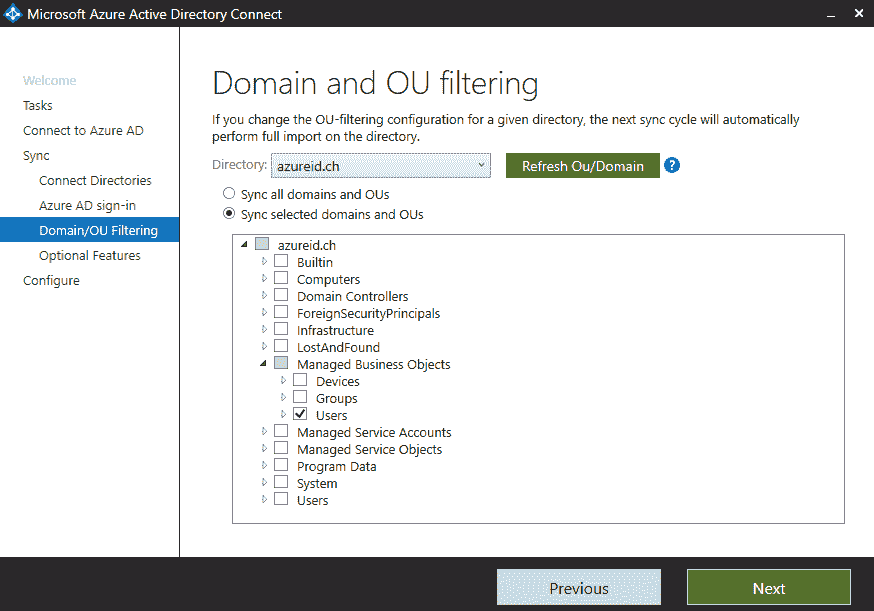 Microsoft Azure Active Directory Connect
Welcome
Tasks
Connect to Azure AD
Sync
Connect Directories
Azure AD sign-in
Domain/OU Filtering
Optional Features
Configure
Domain and OU filtering
If you change the OU-filtering configuration for a given directory, the next sync cycle will automatically
perform full import on the directory.
Directory: azureid.ch Refresh Ou/Domain ?
Sync all domains and OUs
Sync selected domains and OUs
azureid.ch
Builtin
Computers
Domain Controllers
ForeignSecurityPrincipals
Infrastructure
LostAndFound
Managed Business Objects
Devices
Groups
Users
Managed Service Accounts
Managed Service Objects
Program Data
System
Users
Previous Next